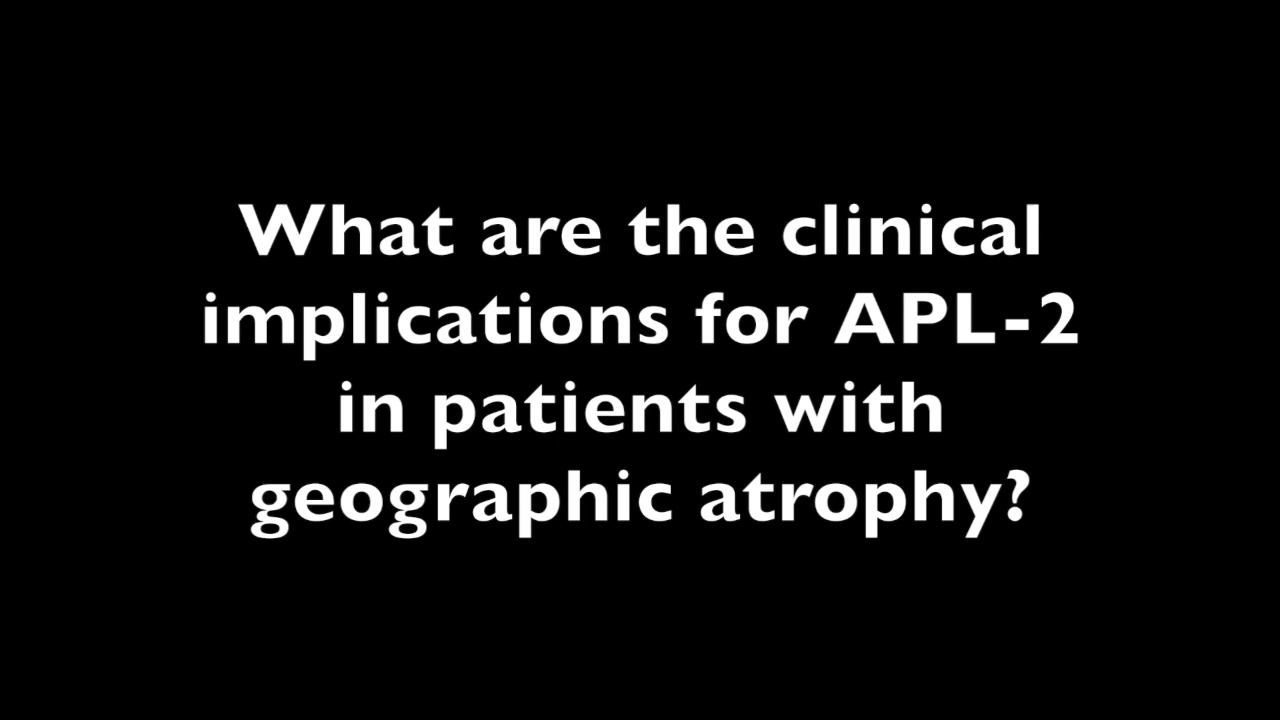 What are the clinical
implications for APL-2
in patients with
geographic atrophy?